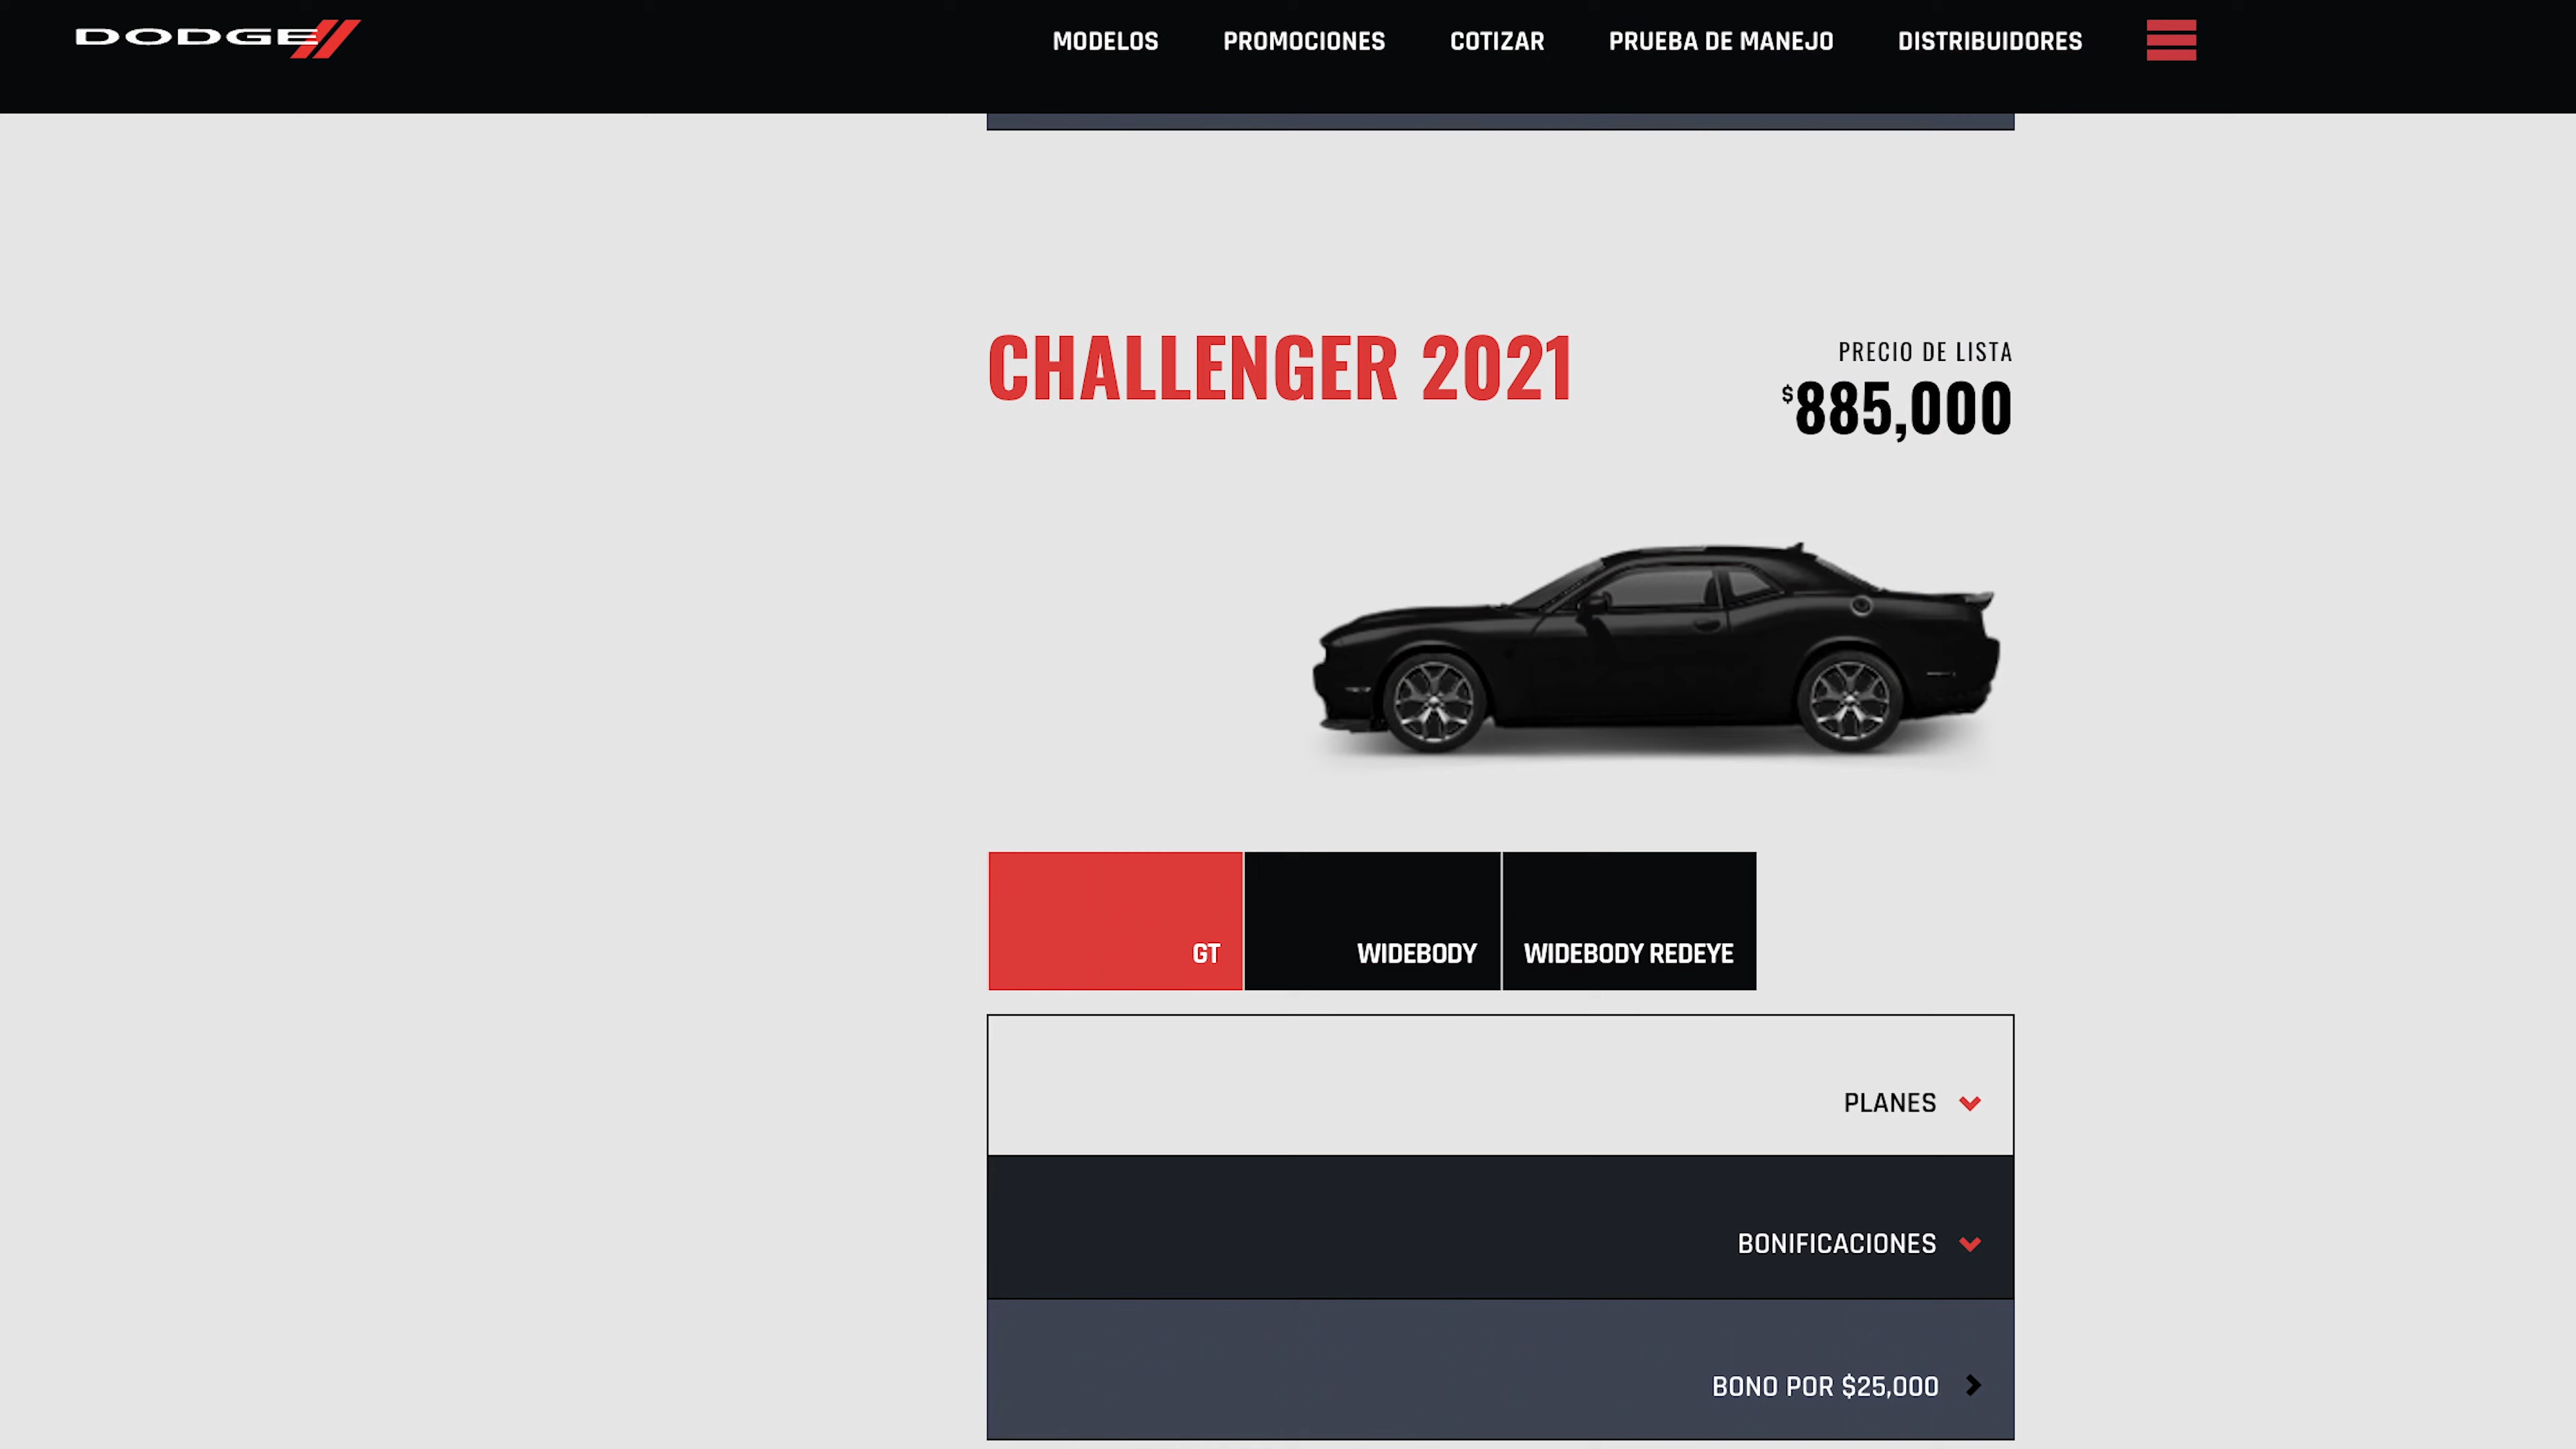 DODGE
MODELOS PROMOCIONES COTIZAR PRUEBA DE MANEJO DISTRIBUIDORES
CHALLENGER 2021
PRECIO DE LISTA
$885,000
GT WIDEBODY WIDEBODY REDEYE
PLANES
BONIFICACIONES
BONO POR $25,000